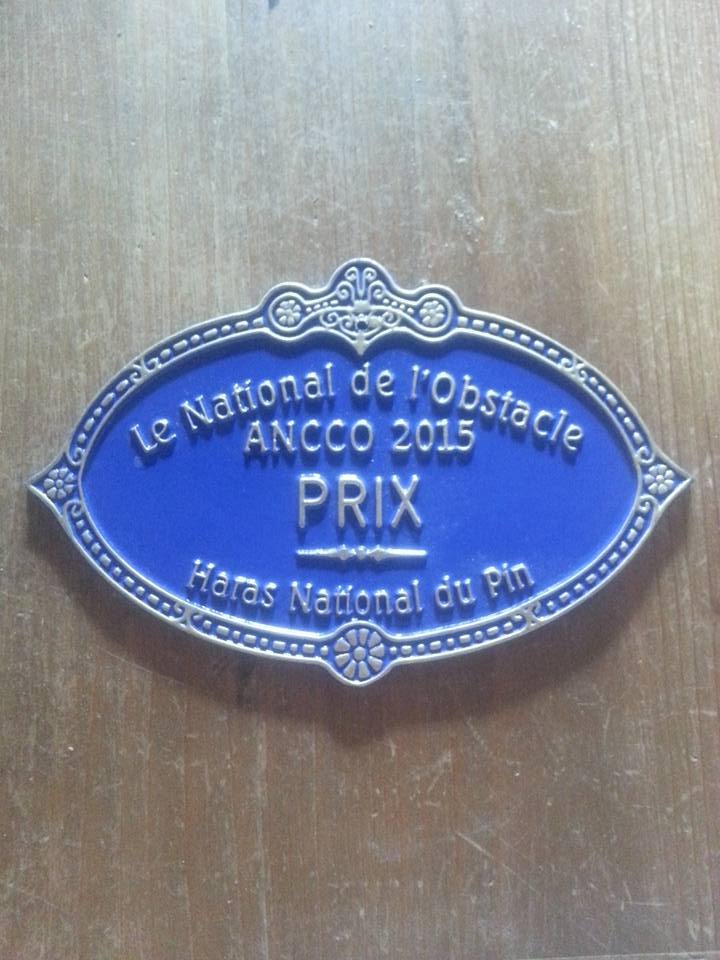 Le National de l'Obstacle
ANCCO 2015
PRIX
Haras National du Pin